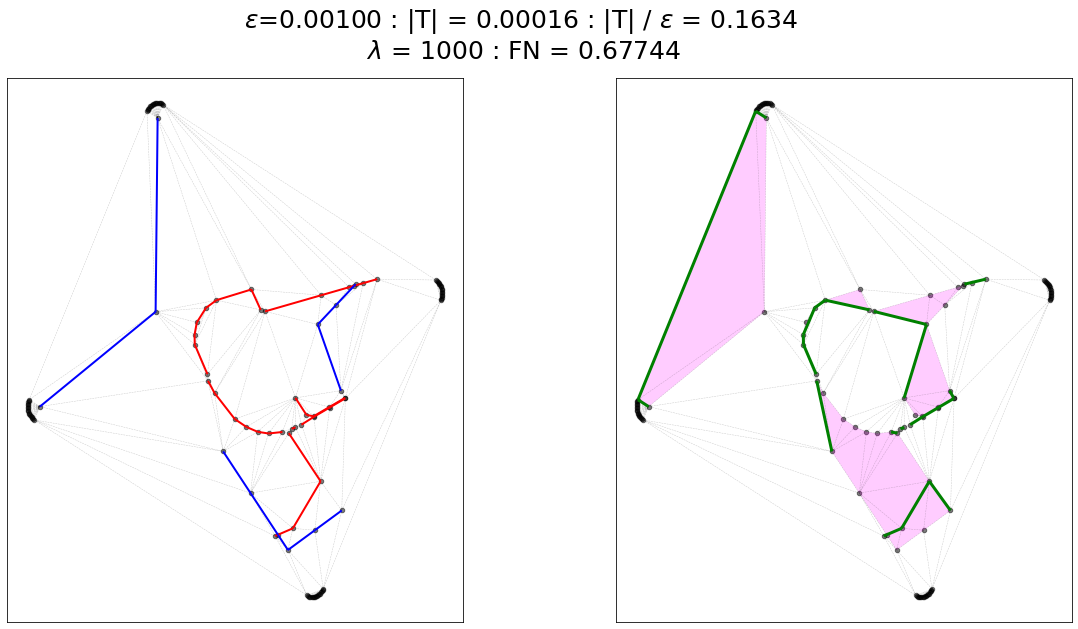 ε=0.00100 : |T| = 0.00016 : |T| / ε = 0.1634
λ = 1000 : FN = 0.67744